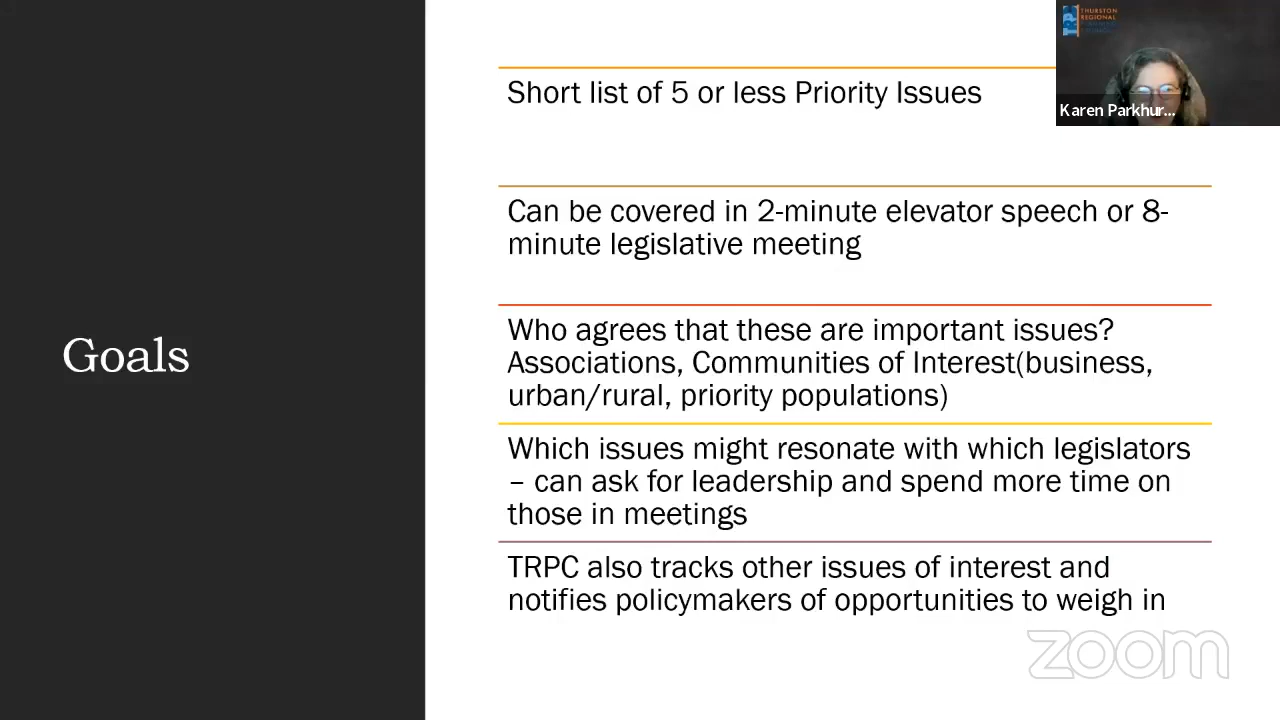 Goals
Short list of 5 or less Priority Issues
Can be covered in 2-minute elevator speech or 8-
minute legislative meeting
Who agrees that these are important issues?
Associations, Communities of Interest(business,
urban/rural, priority populations)
Which issues might resonate with which legislators
– can ask for leadership and spend more time on
those in meetings
TRPC also tracks other issues of interest and
notifies policymakers of opportunities to weigh in
THURSTON
REGIONAL
Karen Parkhur...
zoom